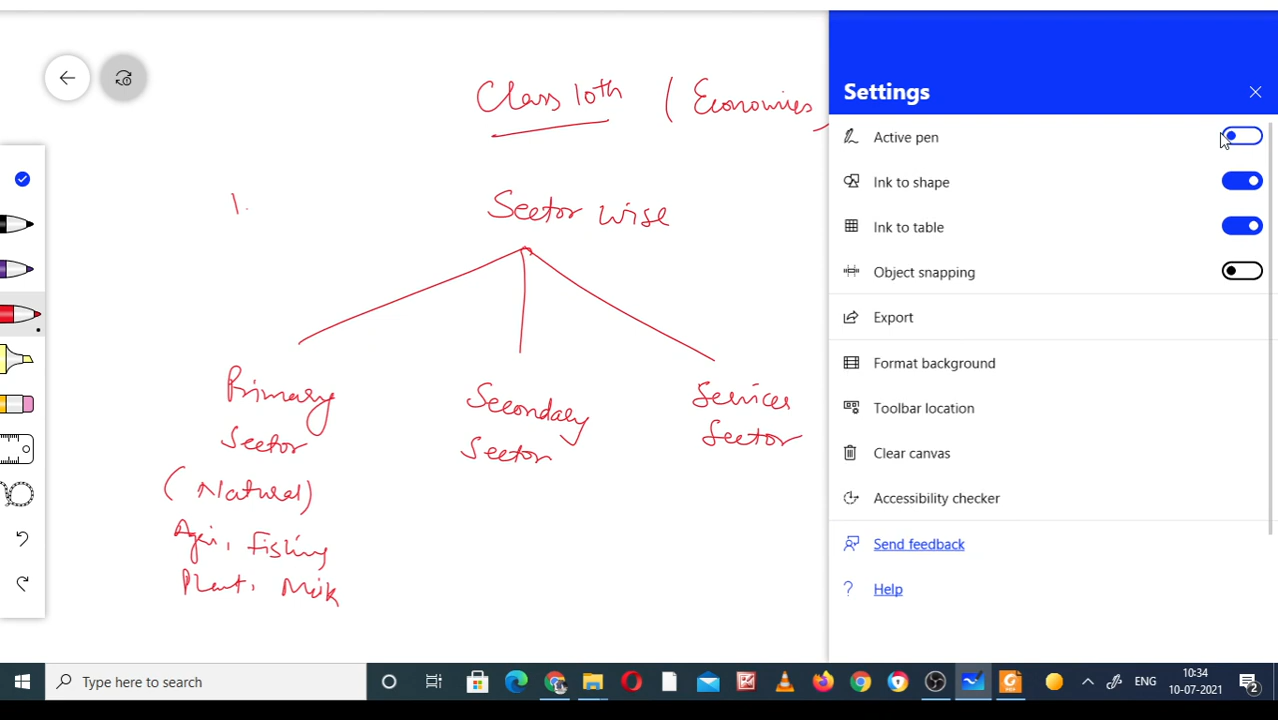 Class 10th (Economics
Settings
Active pen
Ink to shape
Ink to table
Object snapping
Export
Format background
Toolbar location
Clear canvas
Accessibility checker
Send feedback
Help
1.
Sector wise
Primary
Sector
(Natural)
Agri, Fishing
Plant, Milk
Secondary
Sector
Services
Sector
Type here to search
ENG
10:34
10-07-2021
2